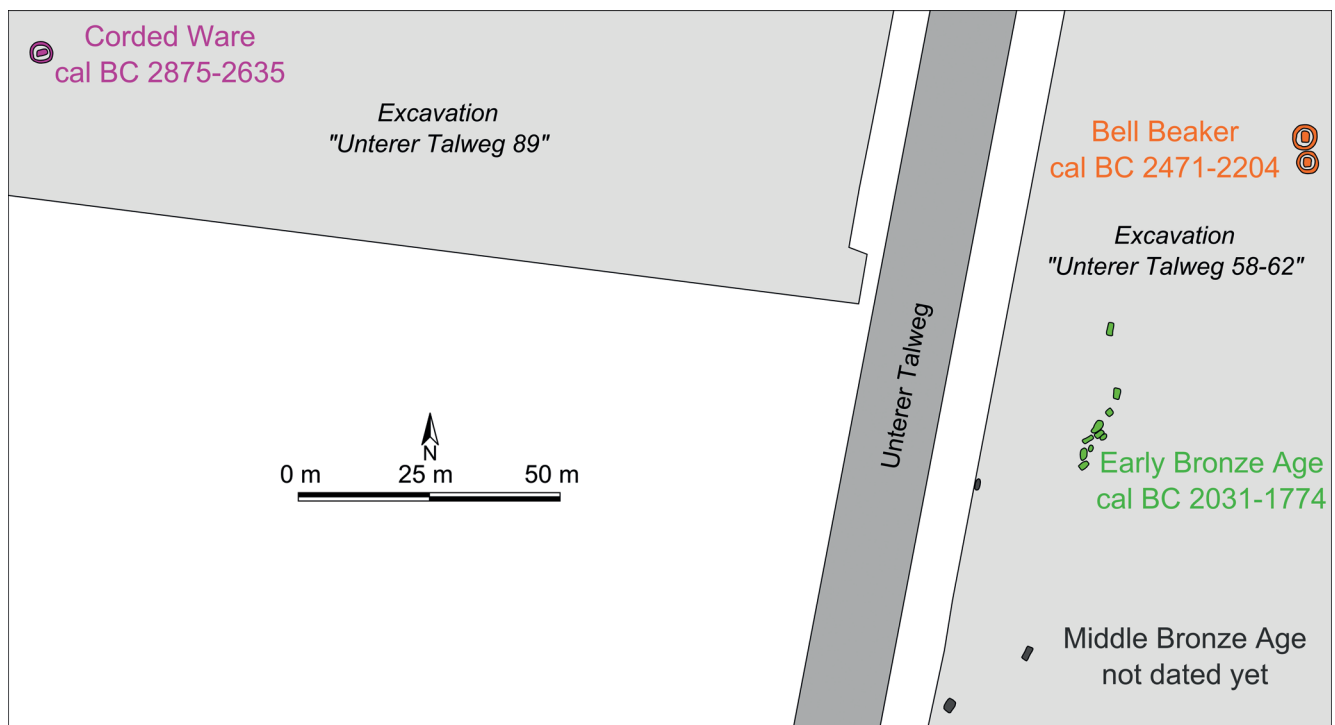 Corded Ware
cal BC 2875-2635
Excavation
"Unterer Talweg 89"
Bell Beaker
cal BC 2471-2204
Excavation
"Unterer Talweg 58-62"
Unterer Talweg
N
0 m 25 m 50 m
Early Bronze Age
cal BC 2031-1774
Middle Bronze Age
not dated yet